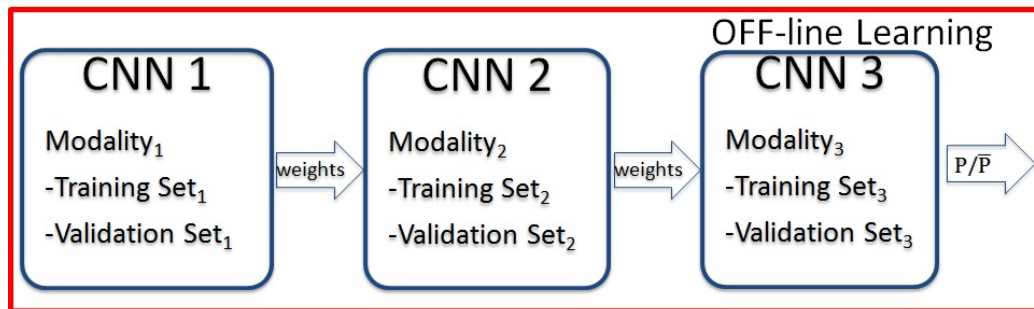 OFF-line Learning
CNN 1
Modality₁
-Training Set₁
-Validation Set₁
weights
CNN 2
Modality₂
-Training Set₂
-Validation Set₂
weights
CNN 3
Modality₃
-Training Set₃
-Validation Set₃
P/P̅